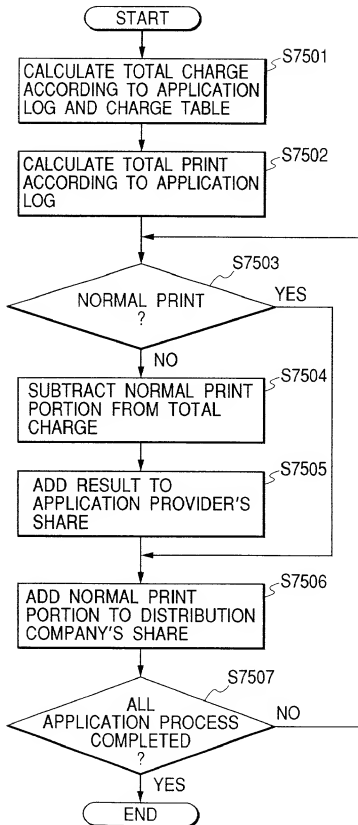 START
S7501
CALCULATE TOTAL CHARGE
ACCORDING TO APPLICATION
LOG AND CHARGE TABLE
S7502
CALCULATE TOTAL PRINT
ACCORDING TO APPLICATION
LOG
S7503
NORMAL PRINT
?
YES
NO
S7504
SUBTRACT NORMAL PRINT
PORTION FROM TOTAL
CHARGE
S7505
ADD RESULT TO
APPLICATION PROVIDER'S
SHARE
S7506
ADD NORMAL PRINT
PORTION TO DISTRIBUTION
COMPANY'S SHARE
S7507
ALL
APPLICATION PROCESS
COMPLETED
?
NO
YES
END